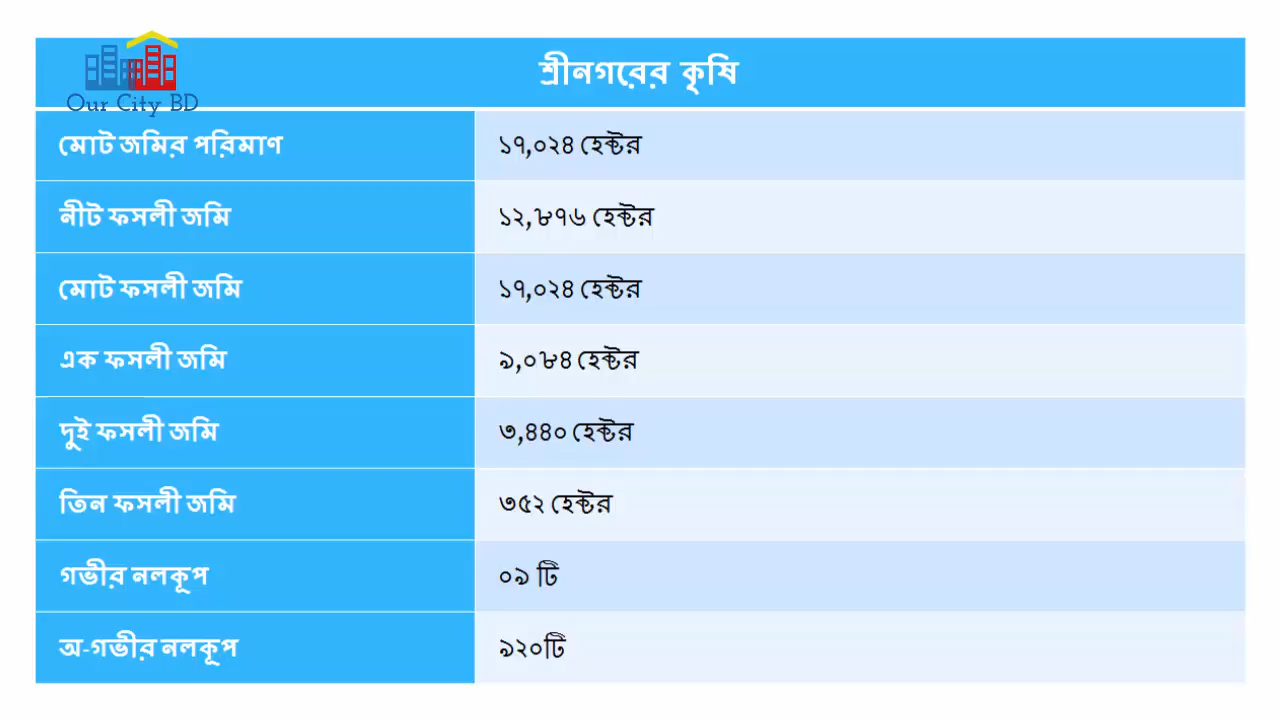 Our City BD
শ্রীনগরের কৃষি
মোট জমির পরিমাণ ১৭,০২৪ হেক্টর
নীট ফসলী জমি ১২,৮৭৬ হেক্টর
মোট ফসলী জমি ১৭,০২৪ হেক্টর
এক ফসলী জমি ৯,০৮৪ হেক্টর
দুই ফসলী জমি ৩,৪৪০ হেক্টর
তিন ফসলী জমি ৩৫২ হেক্টর
গভীর নলকূপ ০৯ টি
অ-গভীর নলকূপ ৯২০টি